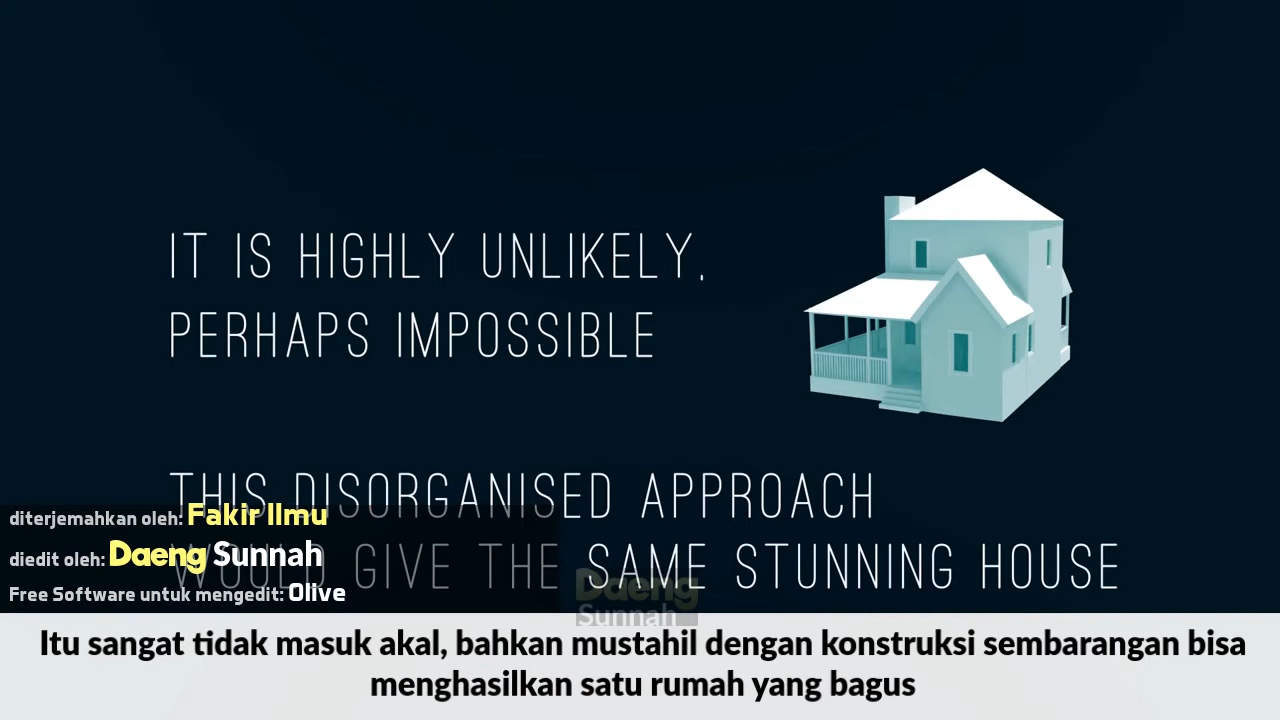 IT IS HIGHLY UNLIKELY,
PERHAPS IMPOSSIBLE
THIS DISORGANISED APPROACH
WOULD GIVE THE SAME STUNNING HOUSE
diterjemahkan oleh: Fakir Ilmu
diedit oleh: Daeng Sunnah
Free Software untuk mengedit: Olive
Daeng
Sunnah
Itu sangat tidak masuk akal, bahkan mustahil dengan konstruksi sembarangan bisa
menghasilkan satu rumah yang bagus